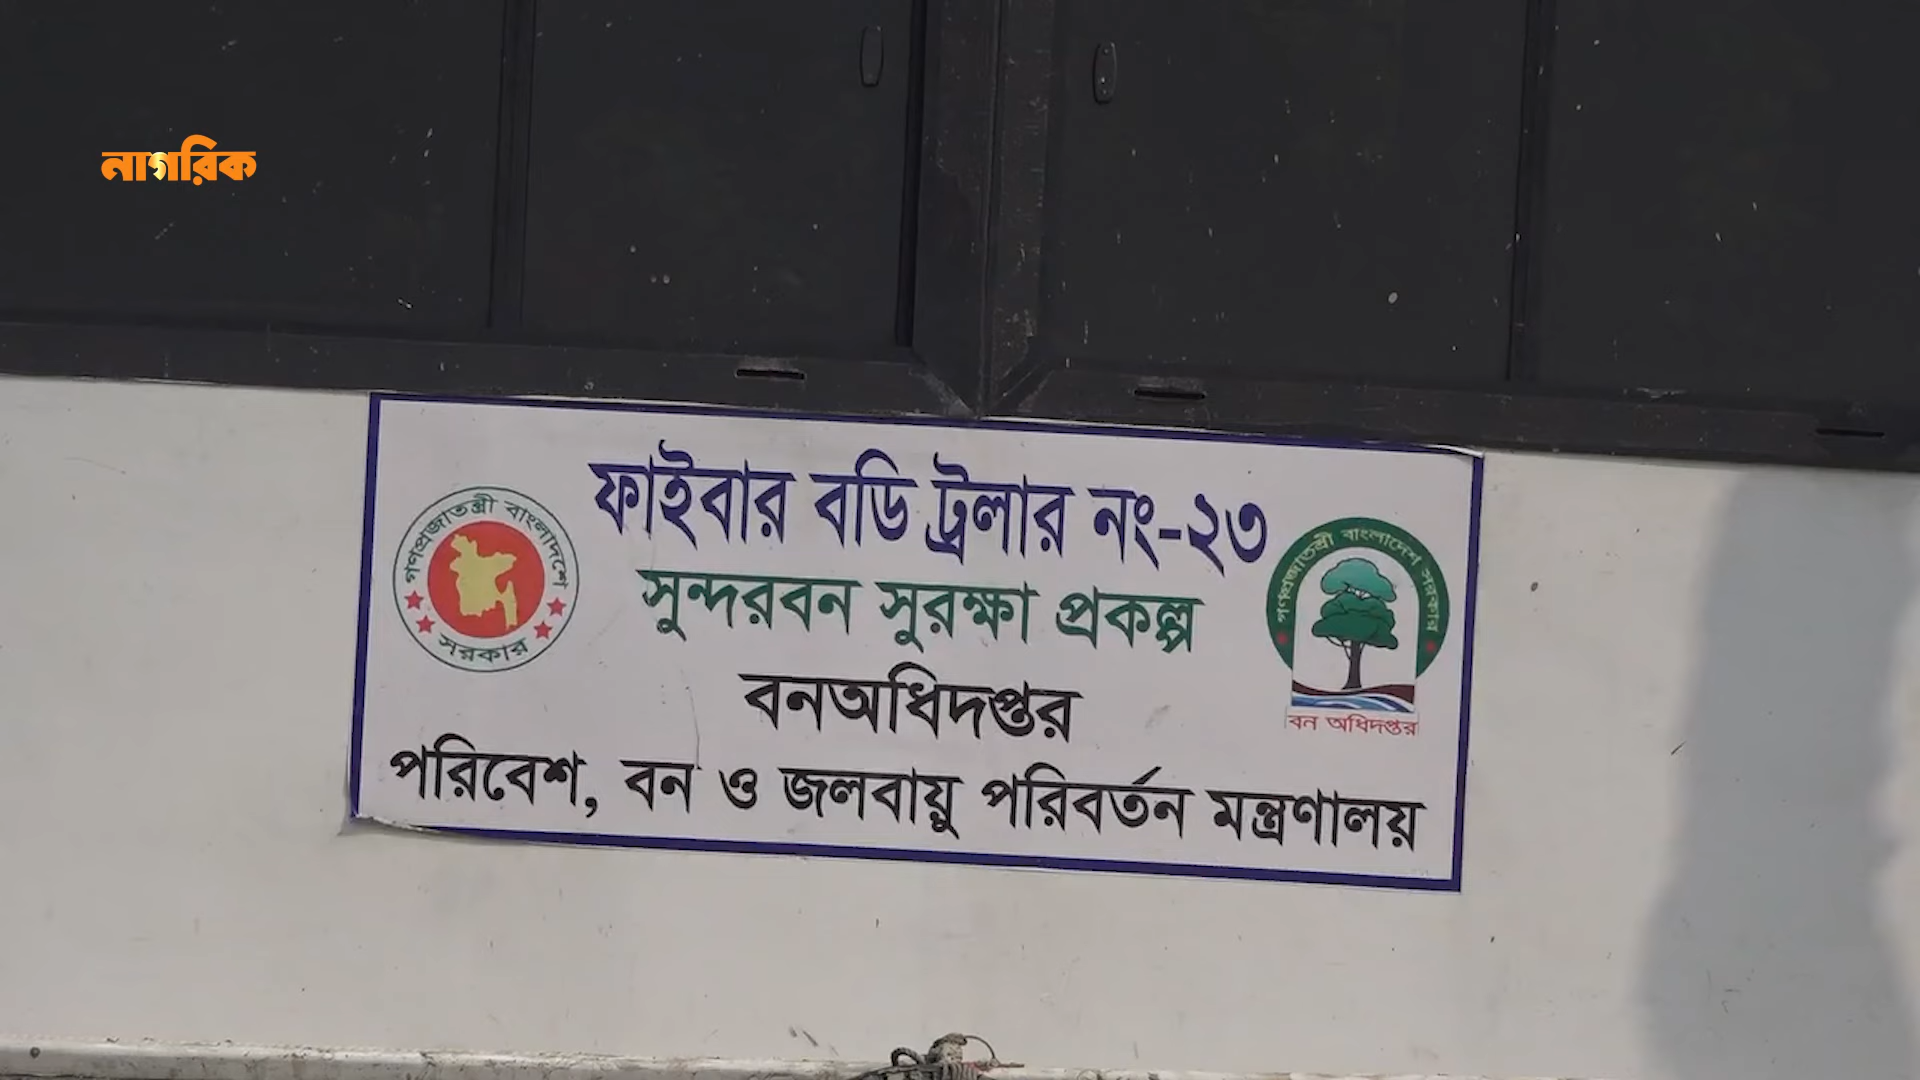 নাগরিক
ফাইবার বডি ট্রলার নং-২৩
সুন্দরবন সুরক্ষা প্রকল্প
বনঅধিদপ্তর
পরিবেশ, বন ও জলবায়ু পরিবর্তন মন্ত্রণালয়
গণপ্রজাতন্ত্রী বাংলাদেশ
সরকার
গণপ্রজাতন্ত্রী বাংলাদেশ সরকার
বন অধিদপ্তর